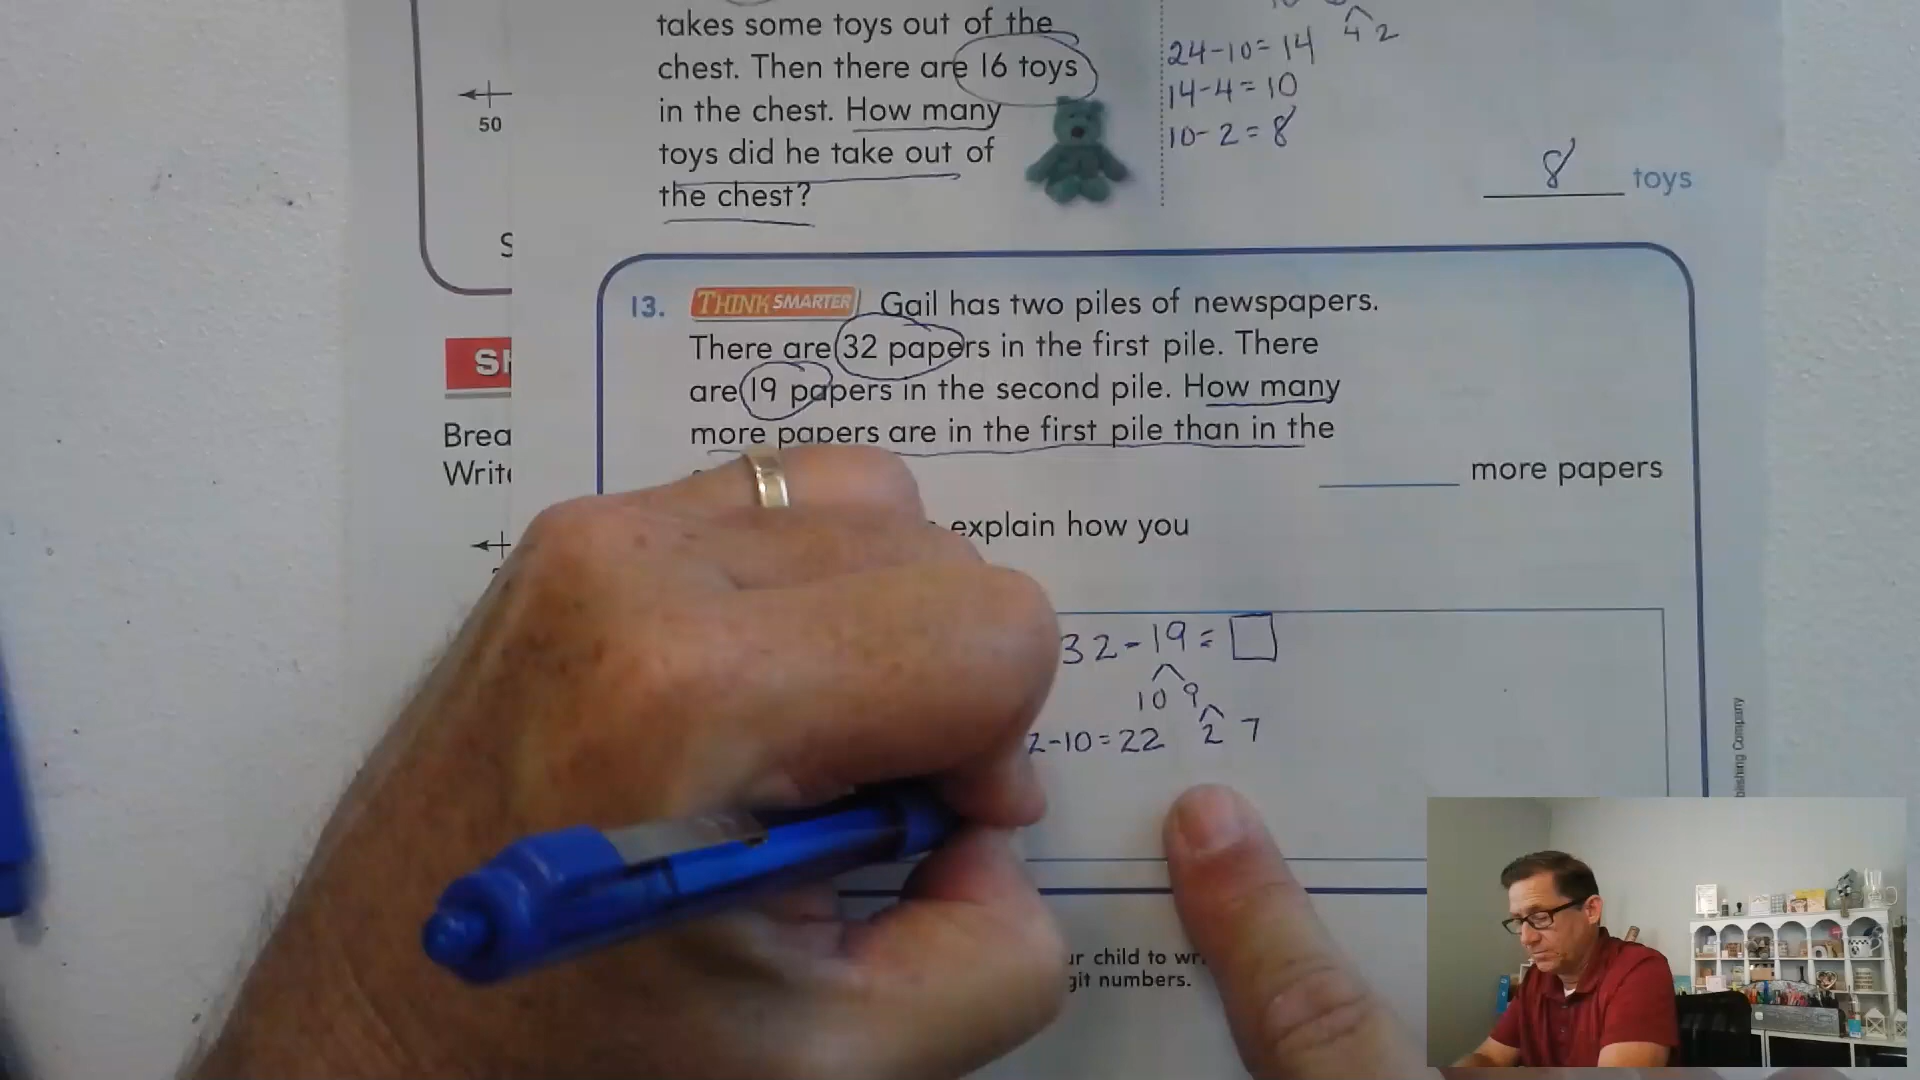 takes some toys out of the
chest. Then there are 16 toys
in the chest. How many
toys did he take out of
the chest?
24-10=14 4 2
14-4=10
10-2=8
8 toys
50
S
13. THINK SMARTER Gail has two piles of newspapers.
There are 32 papers in the first pile. There
are 19 papers in the second pile. How many
more papers are in the first pile than in the
more papers
explain how you
Brea
Write
32-19=□
10 9
2-10=22 2 7
blishing Company
ur child to wr
git numbers.